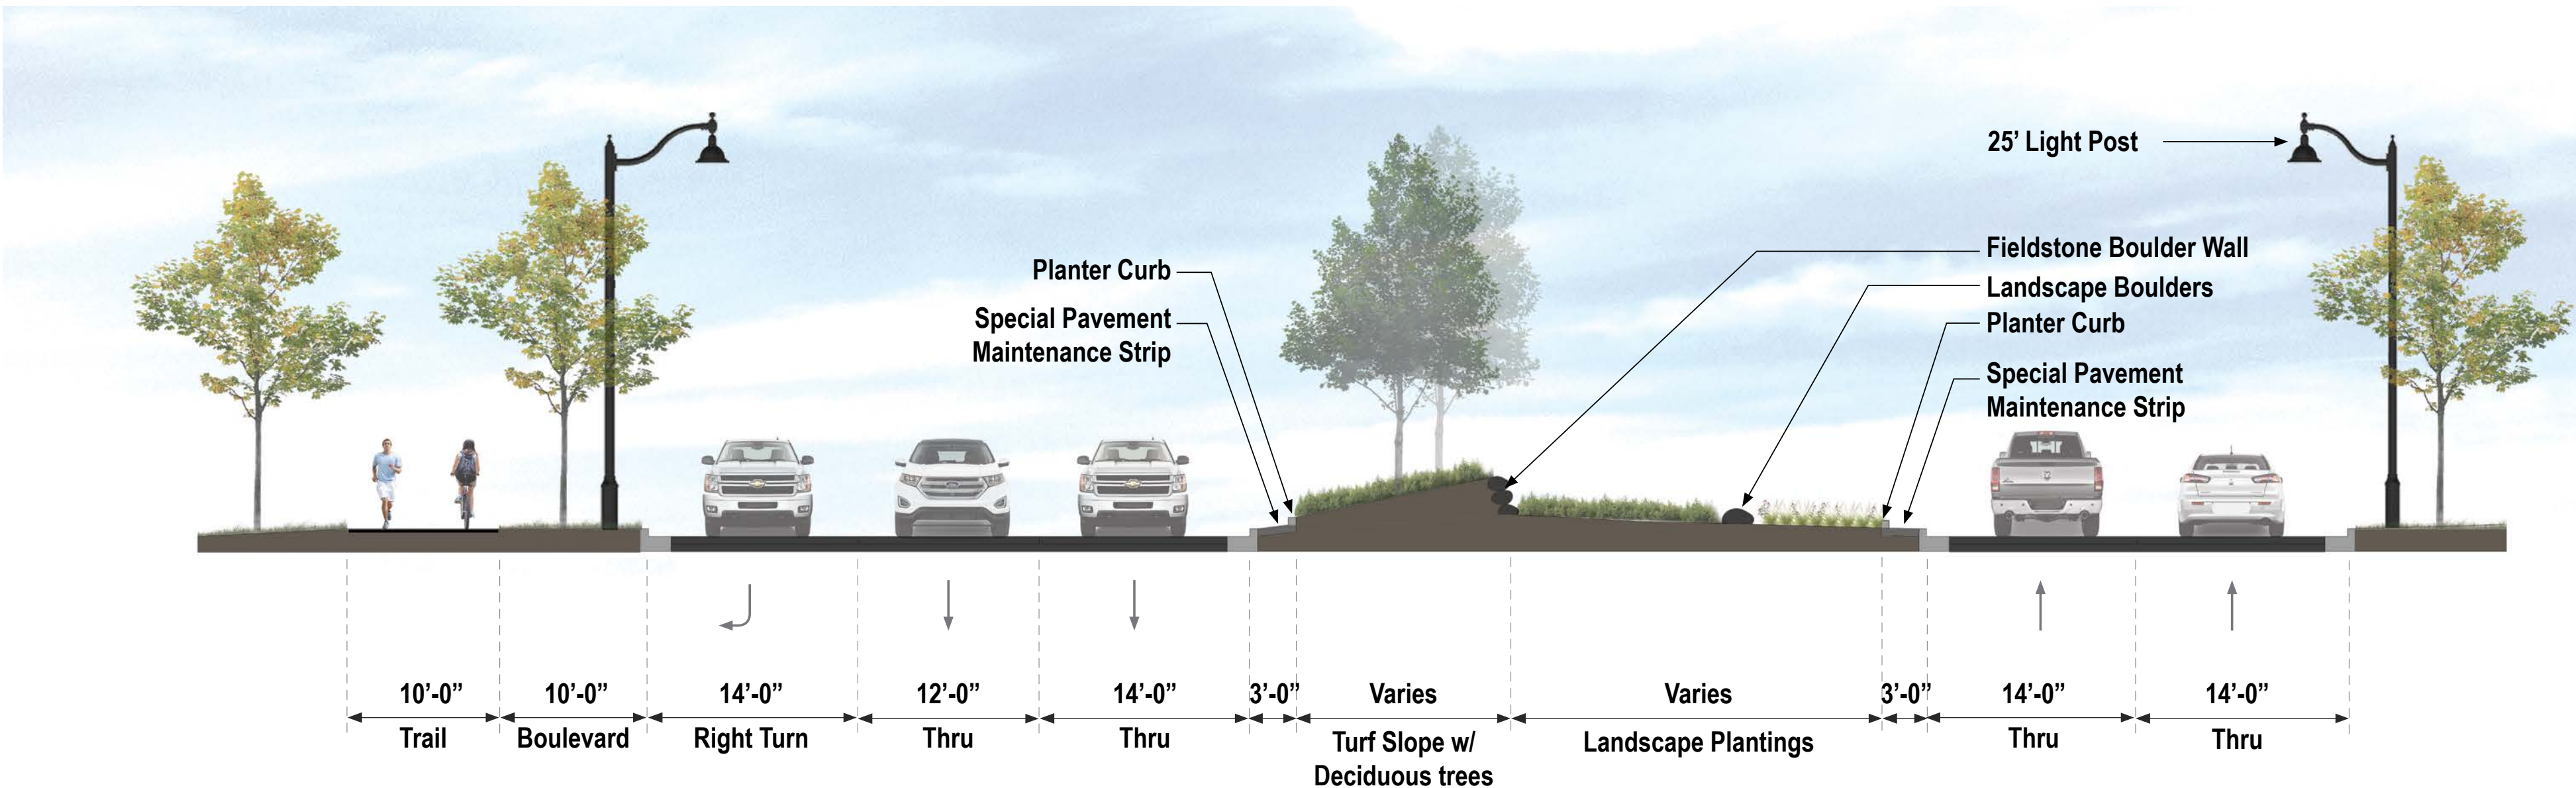 25’ Light Post
Planter Curb
Special Pavement
Maintenance Strip
Fieldstone Boulder Wall
Landscape Boulders
Planter Curb
Special Pavement
Maintenance Strip
10’-0” 10’-0” 14’-0” 12’-0” 14’-0” 3’-0” Varies Varies 3’-0” 14’-0” 14’-0”
Trail Boulevard Right Turn Thru Thru Turf Slope w/ Landscape Plantings Thru Thru
Deciduous trees